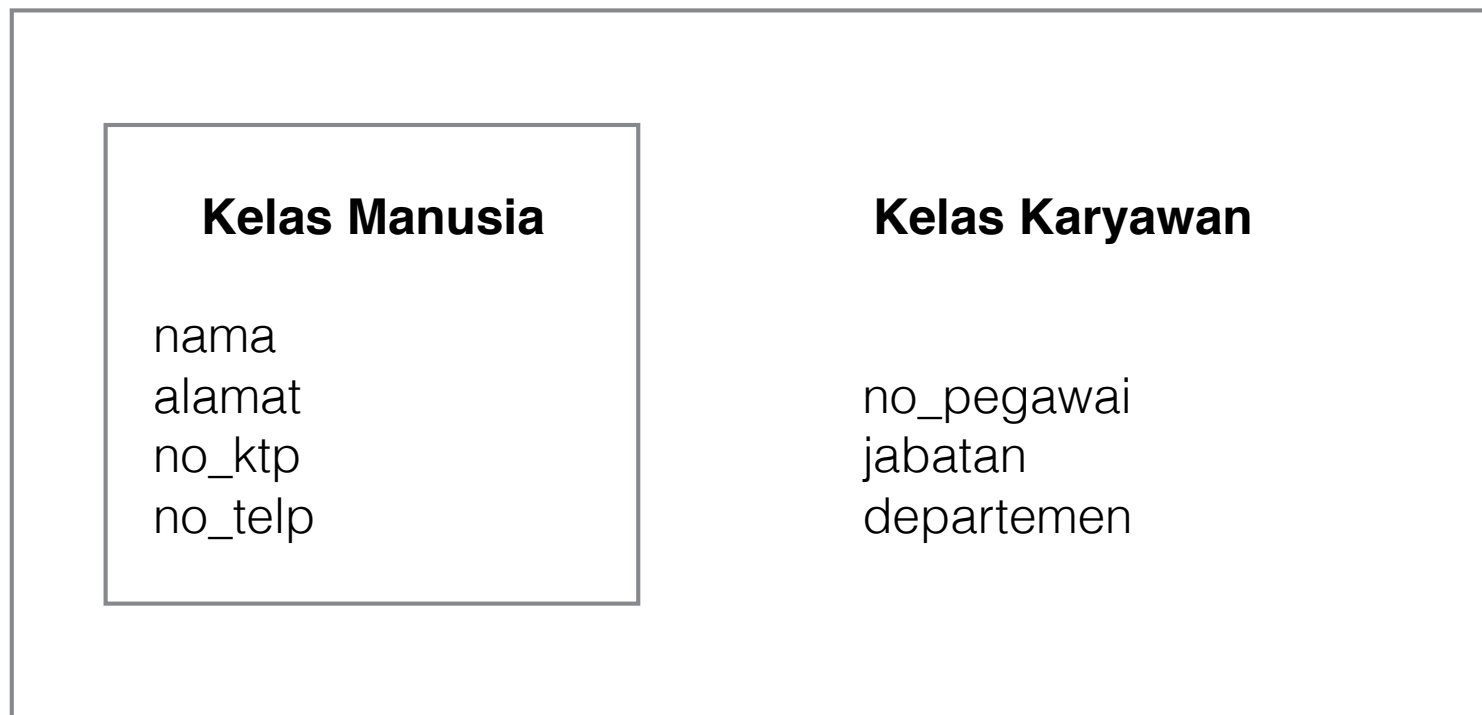 Kelas Manusia
nama
alamat
no_ktp
no_telp
Kelas Karyawan
no_pegawai
jabatan
departemen